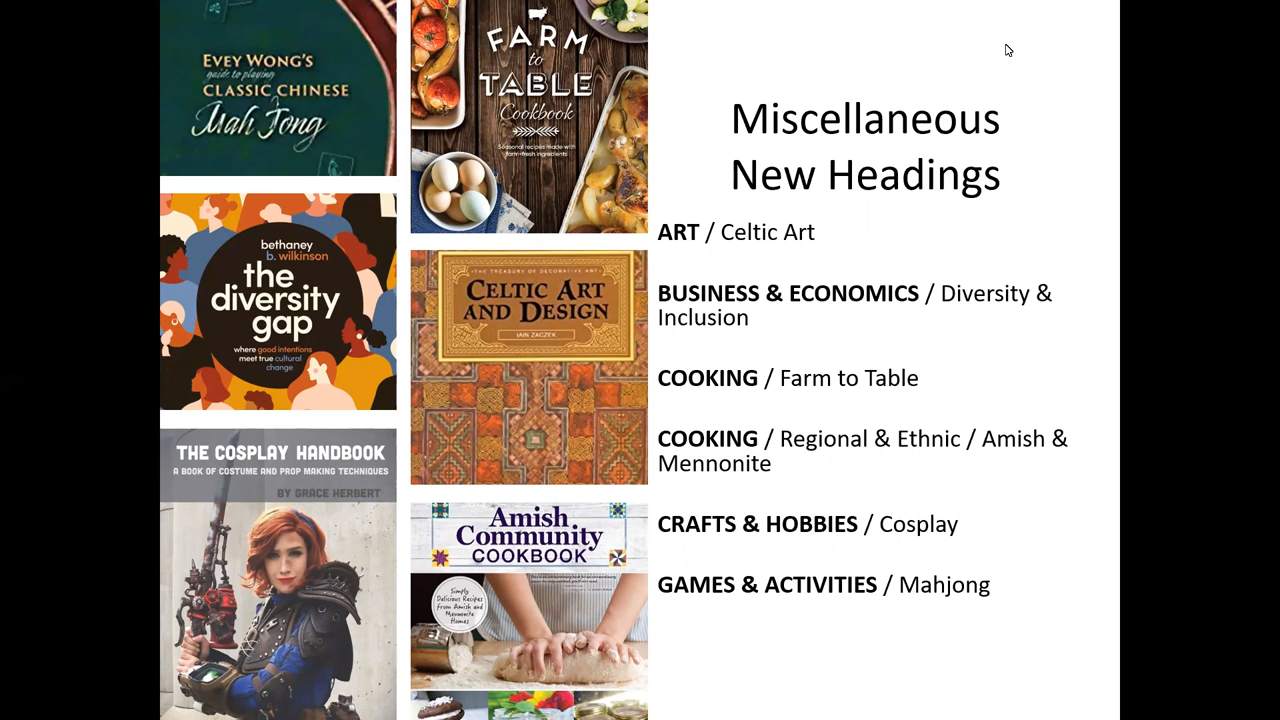 EVEY WONG'S
guide to playing
CLASSIC CHINESE
Mah Jong
bethaney
b. wilkinson
the
diversity
gap
where good intentions
meet true cultural
change
THE COSPLAY HANDBOOK
A BOOK OF COSTUME AND PROP MAKING TECHNIQUES
BY GRACE HERBERT
FARM
to
TABLE
Cookbook
Seasonal recipes made with
farm-fresh ingredients
•THE TREASURY OF DECORATIVE ART•
CELTIC ART
AND DESIGN
IAIN ZACZEK
Amish
Community
COOKBOOK
Simply
Delicious Recipes
from Amish and
Mennonite
Homes
Miscellaneous
New Headings
ART / Celtic Art
BUSINESS & ECONOMICS / Diversity &
Inclusion
COOKING / Farm to Table
COOKING / Regional & Ethnic / Amish &
Mennonite
CRAFTS & HOBBIES / Cosplay
GAMES & ACTIVITIES / Mahjong